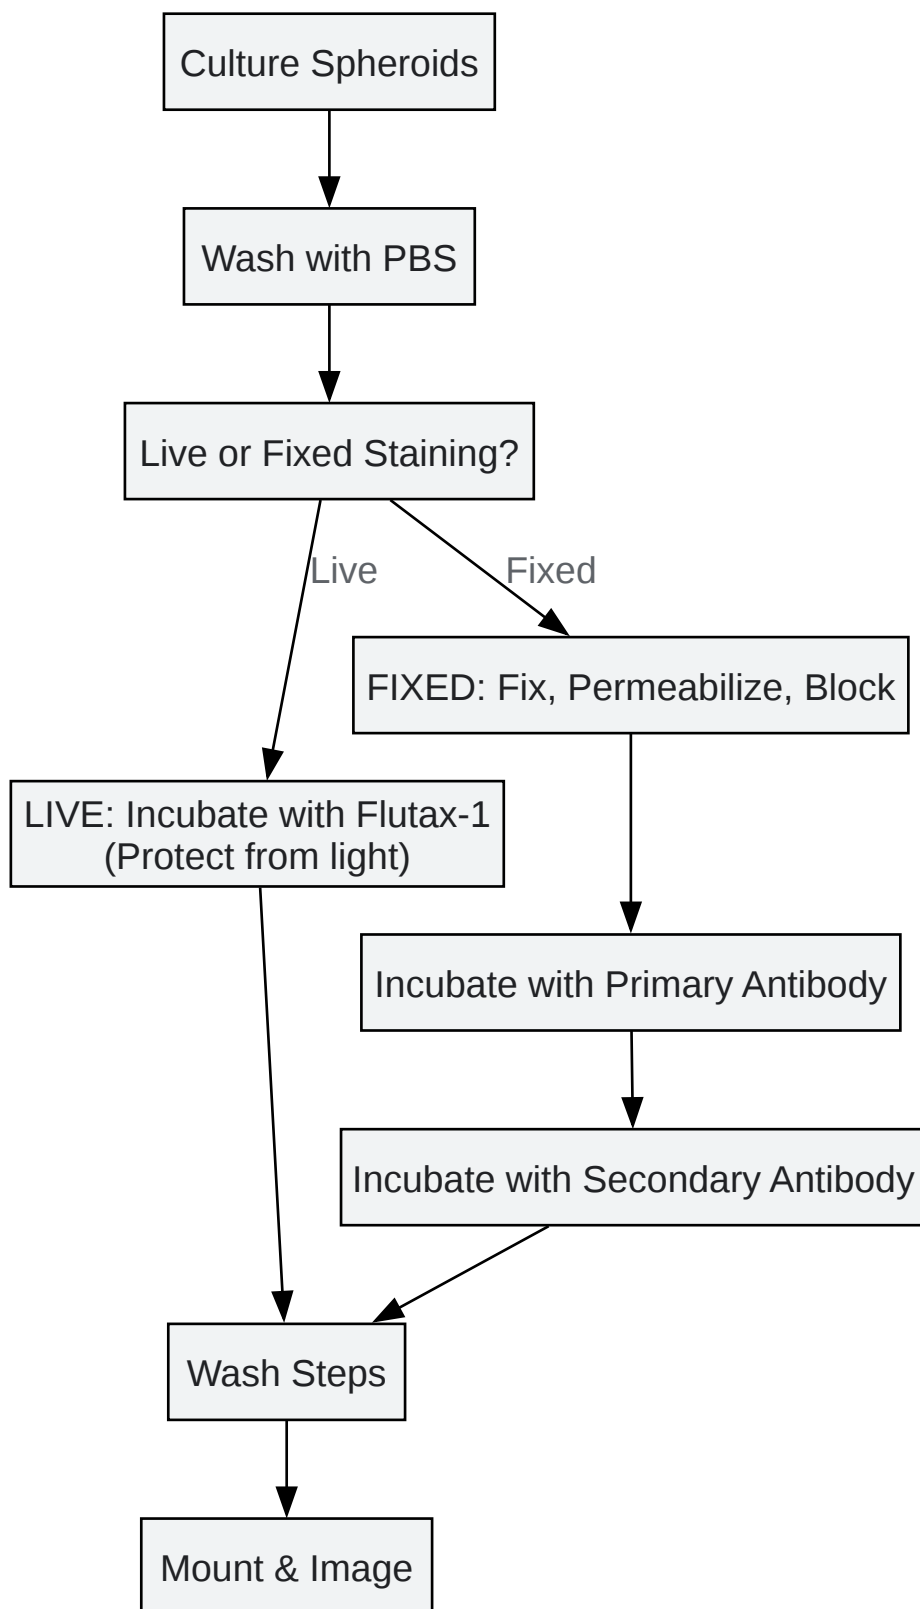 Culture Spheroids
Wash with PBS
Live or Fixed Staining?
Live
Fixed
FIXED: Fix, Permeabilize, Block
LIVE: Incubate with Flutax-1
(Protect from light)
Incubate with Primary Antibody
Incubate with Secondary Antibody
Wash Steps
Mount & Image